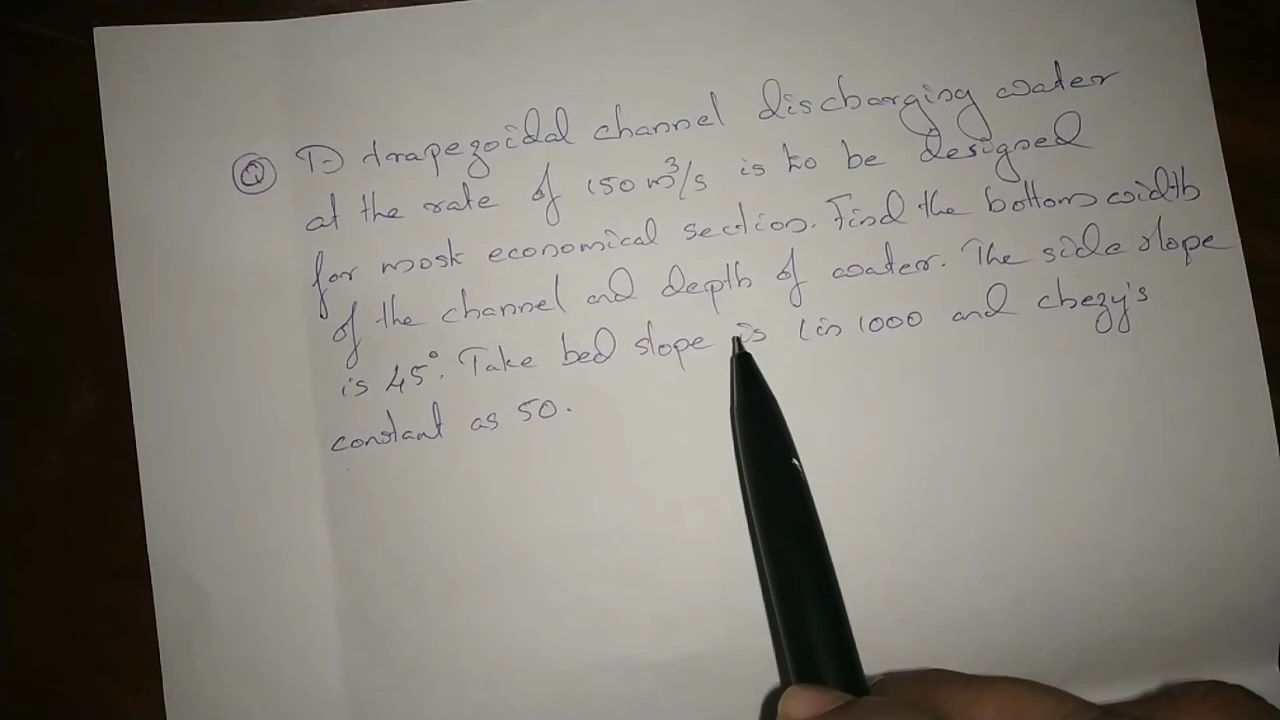 Q A trapezoidal channel discharging water
at the rate of 150 m³/s is to be designed
for most economical section. Find the bottom width
of the channel and depth of water. The side slope
is 45°. Take bed slope is 1 in 1000 and chezy's
constant as 50.